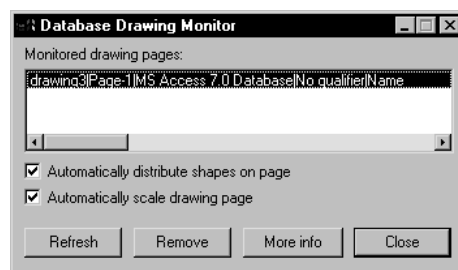 Database Drawing Monitor
Monitored drawing pages:
drawing3|Page-1|MS Access 7.0 Database|No qualifier|Name
Automatically distribute shapes on page
Automatically scale drawing page
Refresh Remove More info Close